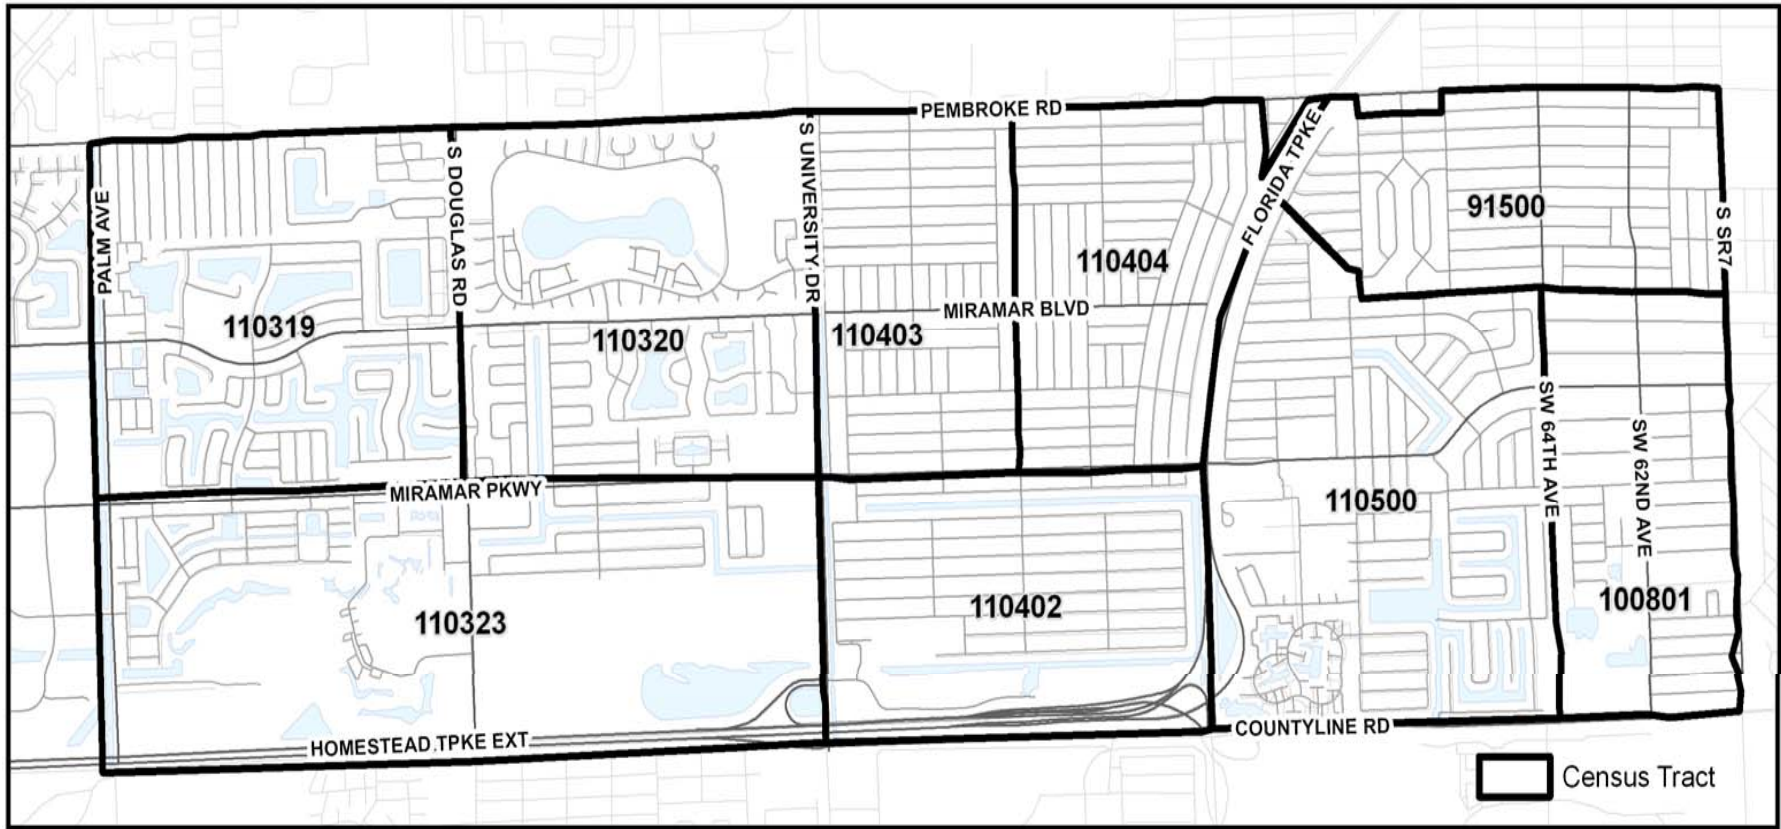 PEMBROKE RD
S UNIVERSITY DR
S DOUGLAS RD
PALM AVE
FLORIDA TPKE
91500
S SR7
110404
MIRAMAR BLVD
110319
110320
110403
SW 64TH AVE
SW 62ND AVE
MIRAMAR PKWY
110500
110323
110402
100801
HOMESTEAD TPKE EXT
COUNTYLINE RD
Census Tract